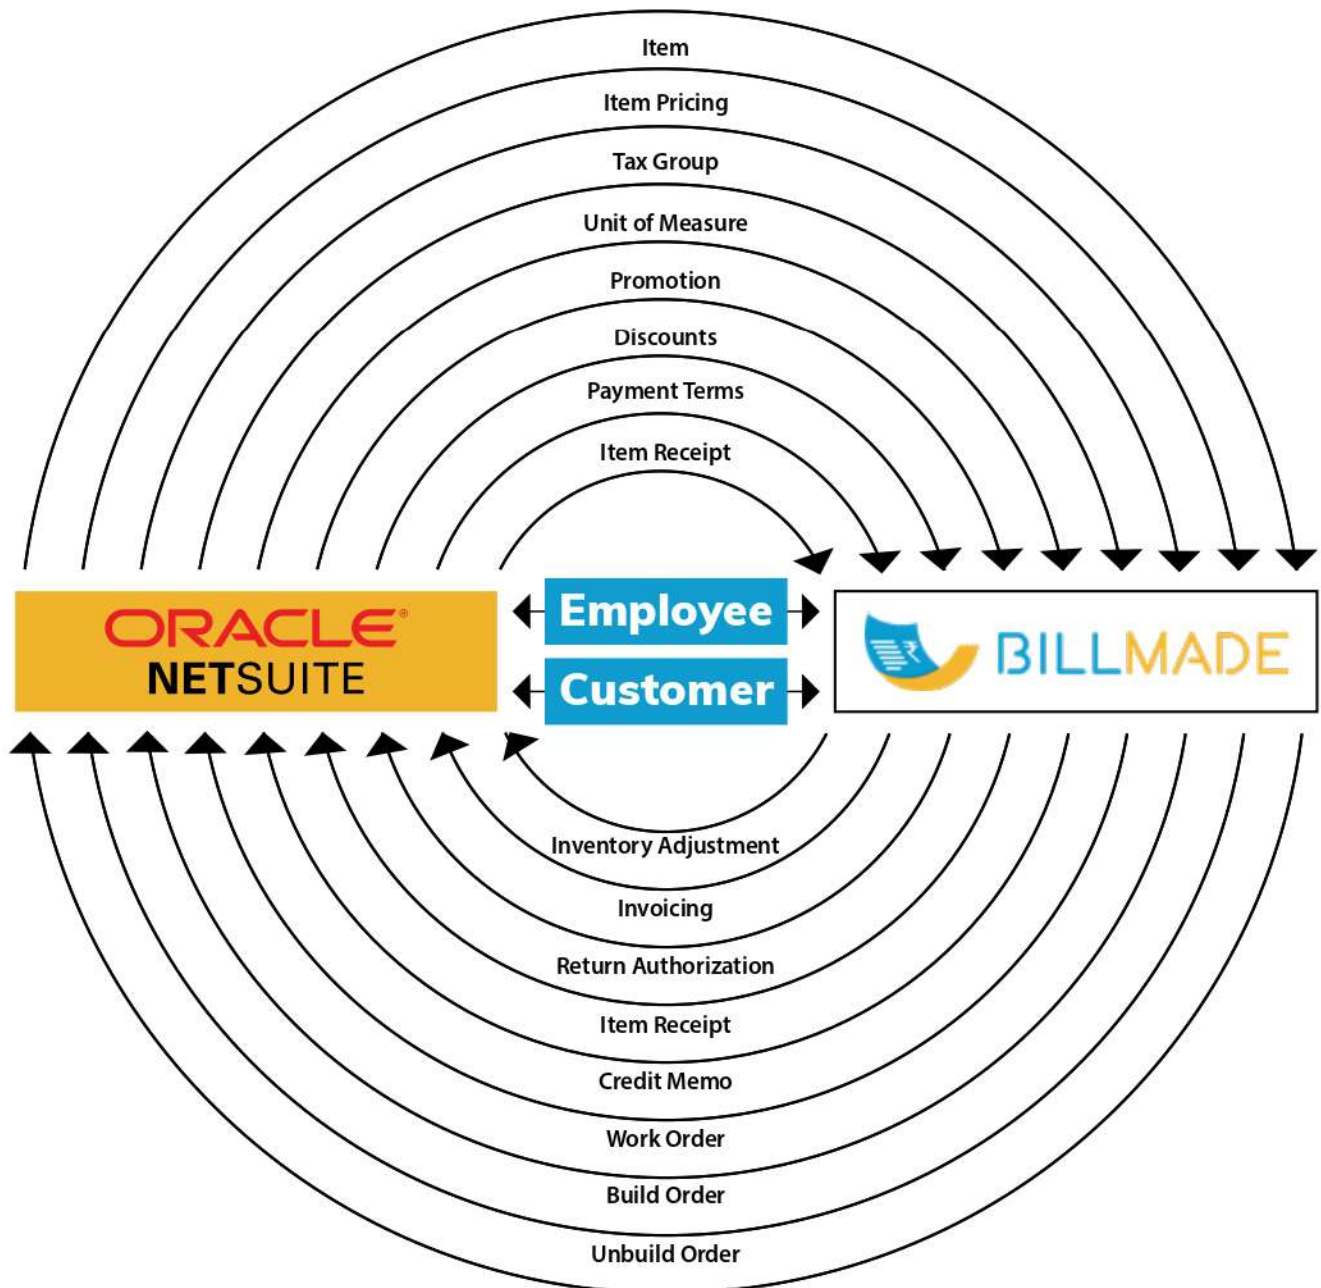 Item
Item Pricing
Tax Group
Unit of Measure
Promotion
Discounts
Payment Terms
Item Receipt
ORACLE®
NETSUITE
Employee
Customer
₹
BILLMADE
Inventory Adjustment
Invoicing
Return Authorization
Item Receipt
Credit Memo
Work Order
Build Order
Unbuild Order